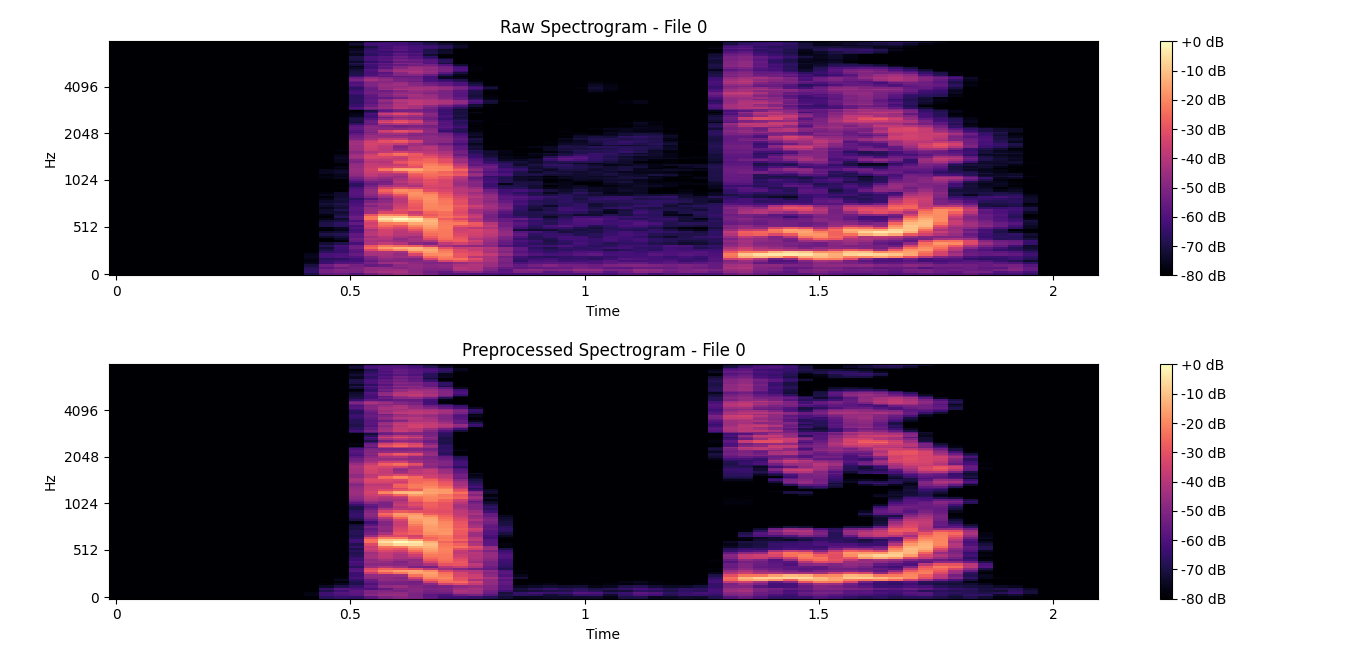 Raw Spectrogram - File 0
Hz
4096
2048
1024
512
0
0 0.5 1 1.5 2
Time
+0 dB
-10 dB
-20 dB
-30 dB
-40 dB
-50 dB
-60 dB
-70 dB
-80 dB
Preprocessed Spectrogram - File 0
Hz
4096
2048
1024
512
0
0 0.5 1 1.5 2
Time
+0 dB
-10 dB
-20 dB
-30 dB
-40 dB
-50 dB
-60 dB
-70 dB
-80 dB